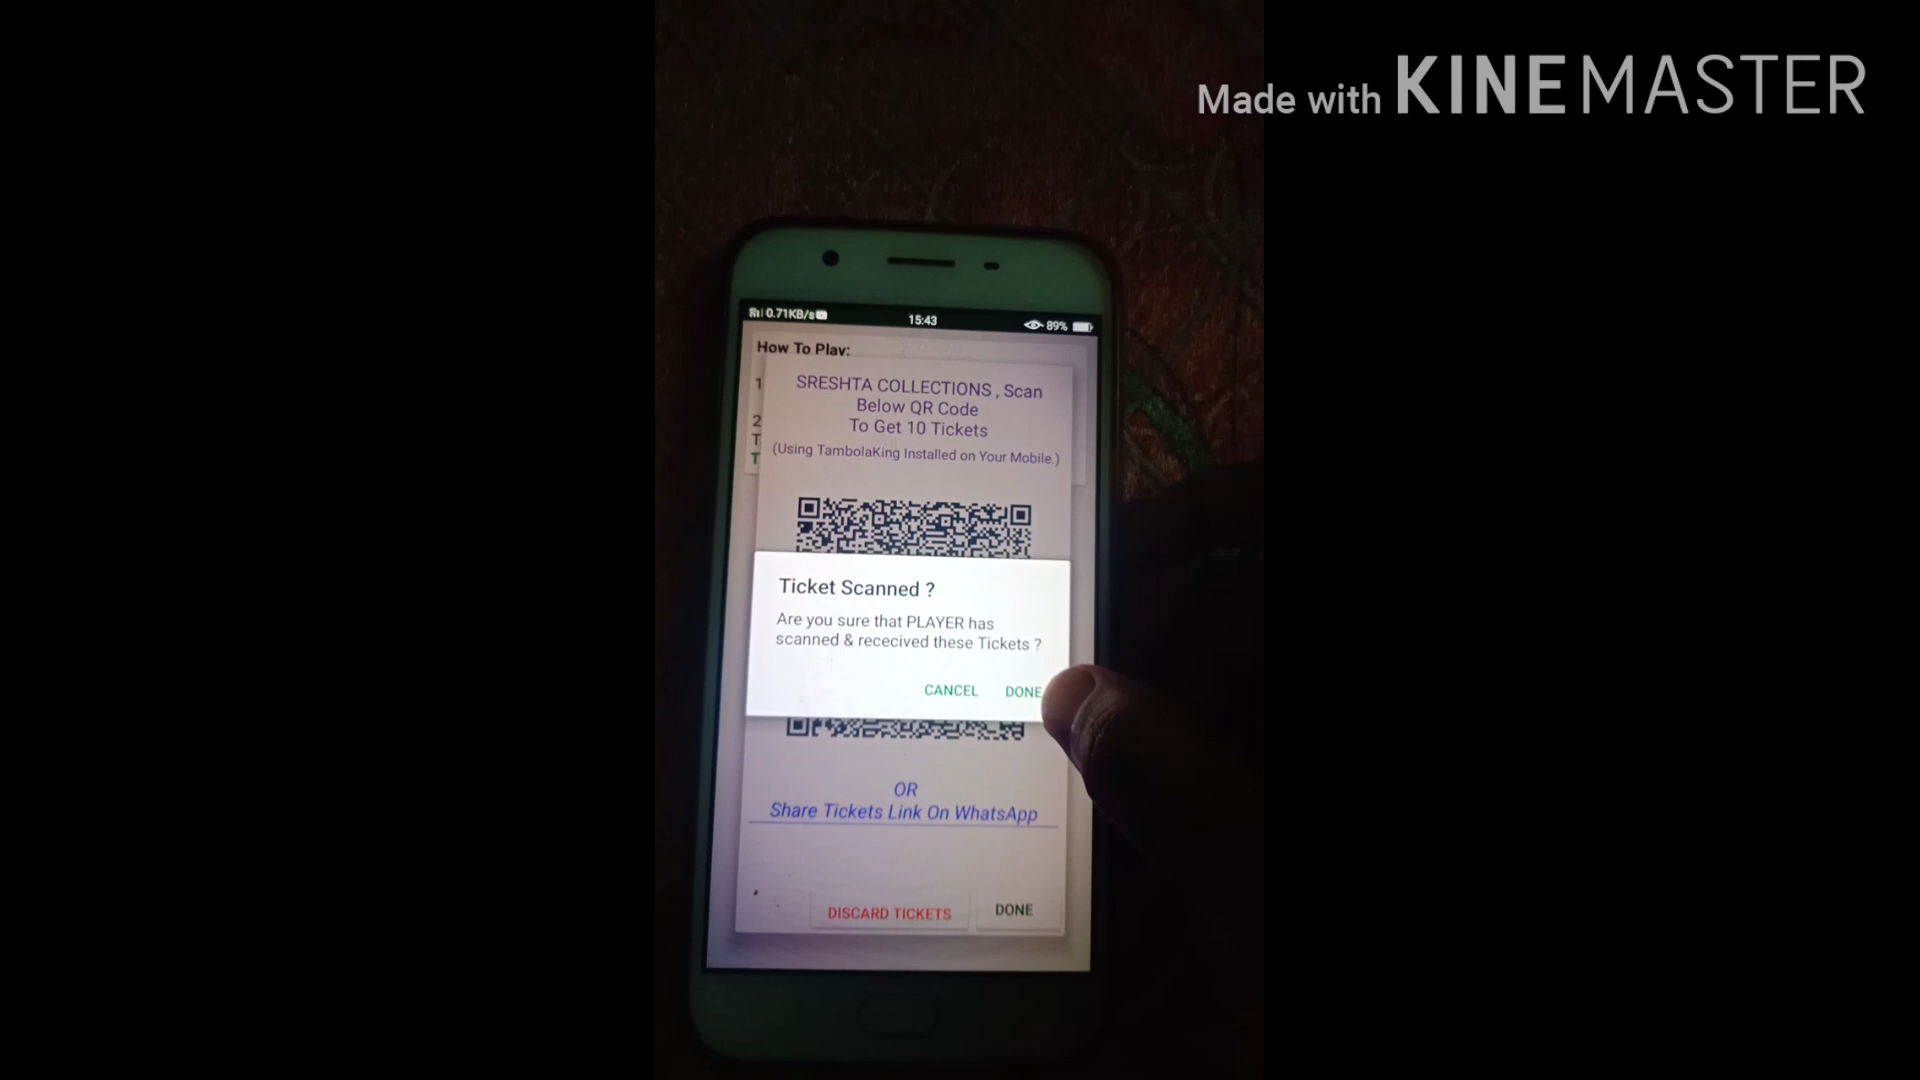 Made with KINEMASTER
0.71KB/s
15:43
89%
How To Play:
1
SRESHTA COLLECTIONS , Scan
Below QR Code
2
To Get 10 Tickets
T
(Using TambolaKing Installed on Your Mobile.)
T
Ticket Scanned ?
Are you sure that PLAYER has
scanned & rececived these Tickets ?
CANCEL DONE
OR
Share Tickets Link On WhatsApp
DISCARD TICKETS DONE